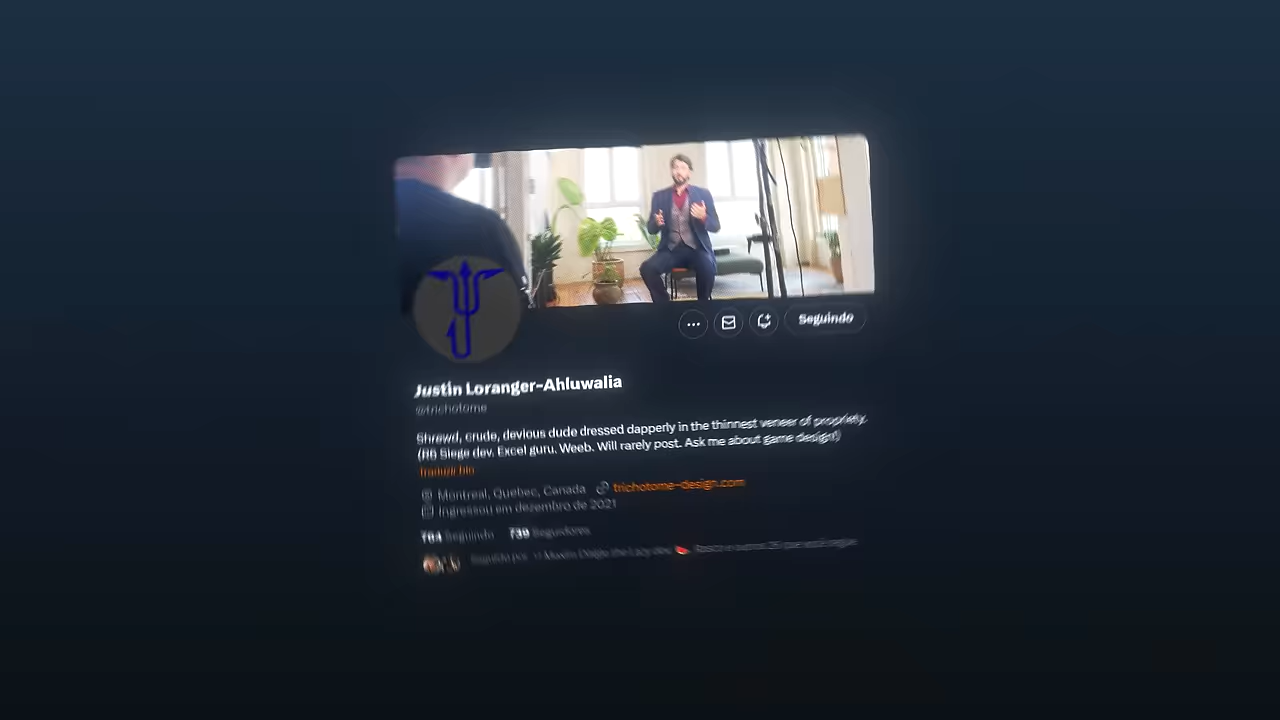 Seguindo
Justin Loranger-Ahluwalia
@trichotome
Shrewd, crude, devious dude dressed dapperly in the thinnest veneer of propriety.
(R6 Siege dev. Excel guru. Weeb. Will rarely post. Ask me about game design!)
Traduzir bio
Montreal, Quebec, Canada trichotome-design.com
Ingressou em dezembro de 2021
Seguindo 739 Seguidores